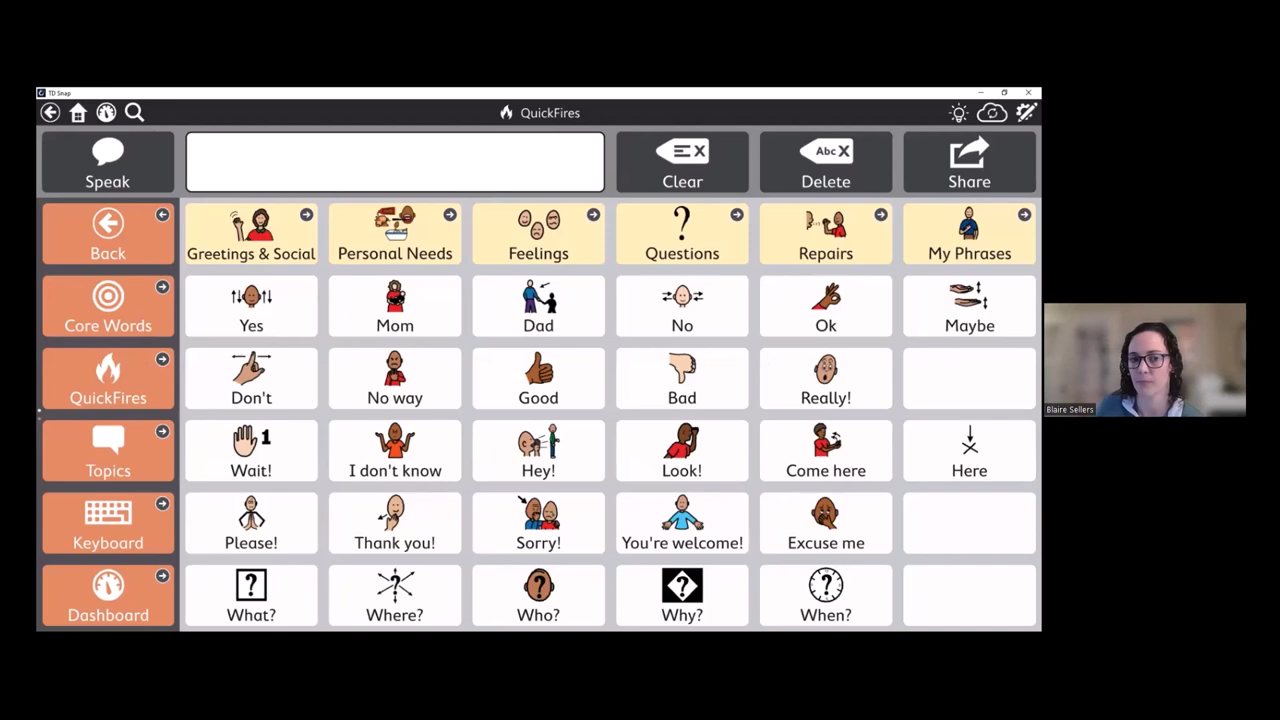 TD Snap
QuickFires
Speak
Clear
Abc X
Delete
Share
Back
Greetings & Social
Personal Needs
Feelings
Questions
Repairs
My Phrases
Core Words
Yes
Mom
Dad
No
Ok
Maybe
QuickFires
Don't
No way
Good
Bad
Really!
Topics
1
Wait!
I don't know
Hey!
Look!
Come here
Here
Keyboard
Please!
Thank you!
Sorry!
You're welcome!
Excuse me
Dashboard
What?
Where?
Who?
Why?
When?
Blaire Sellers